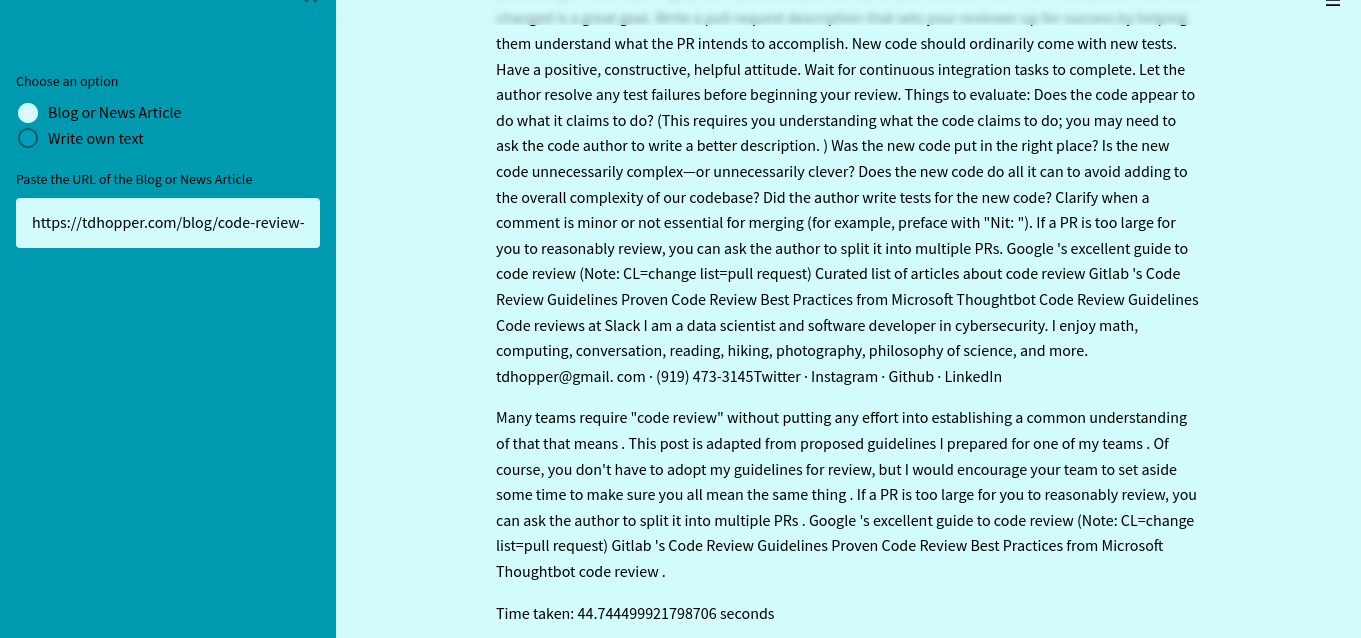 Choose an option
Blog or News Article
Write own text
Paste the URL of the Blog or News Article
https://tdhopper.com/blog/code-review-
changed is a great goal. Write a pull request description that sets your reviewer up for success by helping
them understand what the PR intends to accomplish. New code should ordinarily come with new tests.
Have a positive, constructive, helpful attitude. Wait for continuous integration tasks to complete. Let the
author resolve any test failures before beginning your review. Things to evaluate: Does the code appear to
do what it claims to do? (This requires you understanding what the code claims to do; you may need to
ask the code author to write a better description. ) Was the new code put in the right place? Is the new
code unnecessarily complex—or unnecessarily clever? Does the new code do all it can to avoid adding to
the overall complexity of our codebase? Did the author write tests for the new code? Clarify when a
comment is minor or not essential for merging (for example, preface with "Nit: "). If a PR is too large for
you to reasonably review, you can ask the author to split it into multiple PRs. Google 's excellent guide to
code review (Note: CL=change list=pull request) Curated list of articles about code review Gitlab 's Code
Review Guidelines Proven Code Review Best Practices from Microsoft Thoughtbot Code Review Guidelines
Code reviews at Slack I am a data scientist and software developer in cybersecurity. I enjoy math,
computing, conversation, reading, hiking, photography, philosophy of science, and more.
tdhopper@gmail. com · (919) 473-3145Twitter · Instagram · Github · LinkedIn
Many teams require "code review" without putting any effort into establishing a common understanding
of that that means . This post is adapted from proposed guidelines I prepared for one of my teams . Of
course, you don't have to adopt my guidelines for review, but I would encourage your team to set aside
some time to make sure you all mean the same thing . If a PR is too large for you to reasonably review, you
can ask the author to split it into multiple PRs . Google 's excellent guide to code review (Note: CL=change
list=pull request) Gitlab 's Code Review Guidelines Proven Code Review Best Practices from Microsoft
Thoughtbot code review .
Time taken: 44.744499921798706 seconds